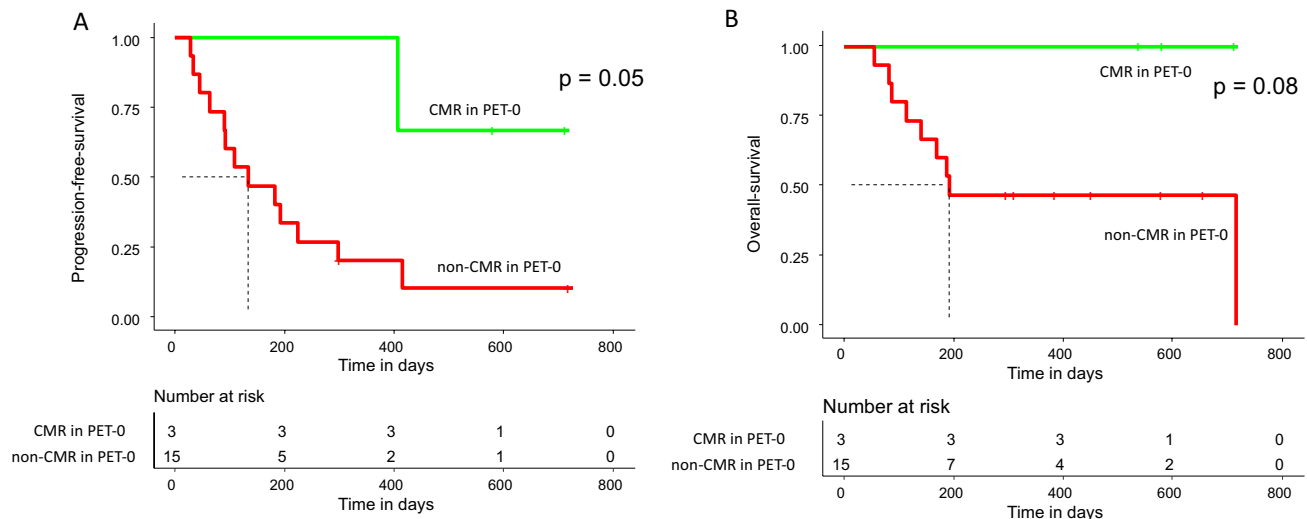 A
Progression-free-survival
1.00
0.75
0.50
0.25
0.00
p = 0.05
CMR in PET-0
non-CMR in PET-0
0 200 400 600 800
Time in days
Number at risk
CMR in PET-0 3 3 3 1 0
non-CMR in PET-0 15 5 2 1 0
0 200 400 600 800
Time in days
B
Overall-survival
1.00
0.75
0.50
0.25
0.00
CMR in PET-0
p = 0.08
non-CMR in PET-0
0 200 400 600 800
Time in days
Number at risk
CMR in PET-0 3 3 3 1 0
non-CMR in PET-0 15 7 4 2 0
0 200 400 600 800
Time in days